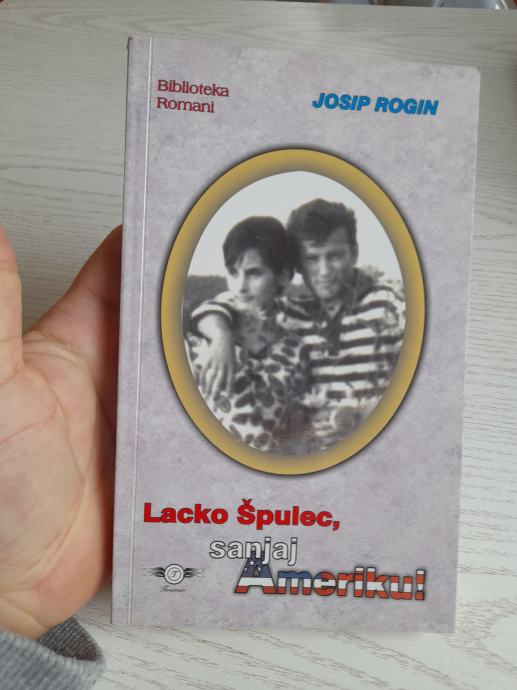 Biblioteka
Romani
JOSIP ROGIN
Lacko Špulec,
sanjaj
Ameriku!
T